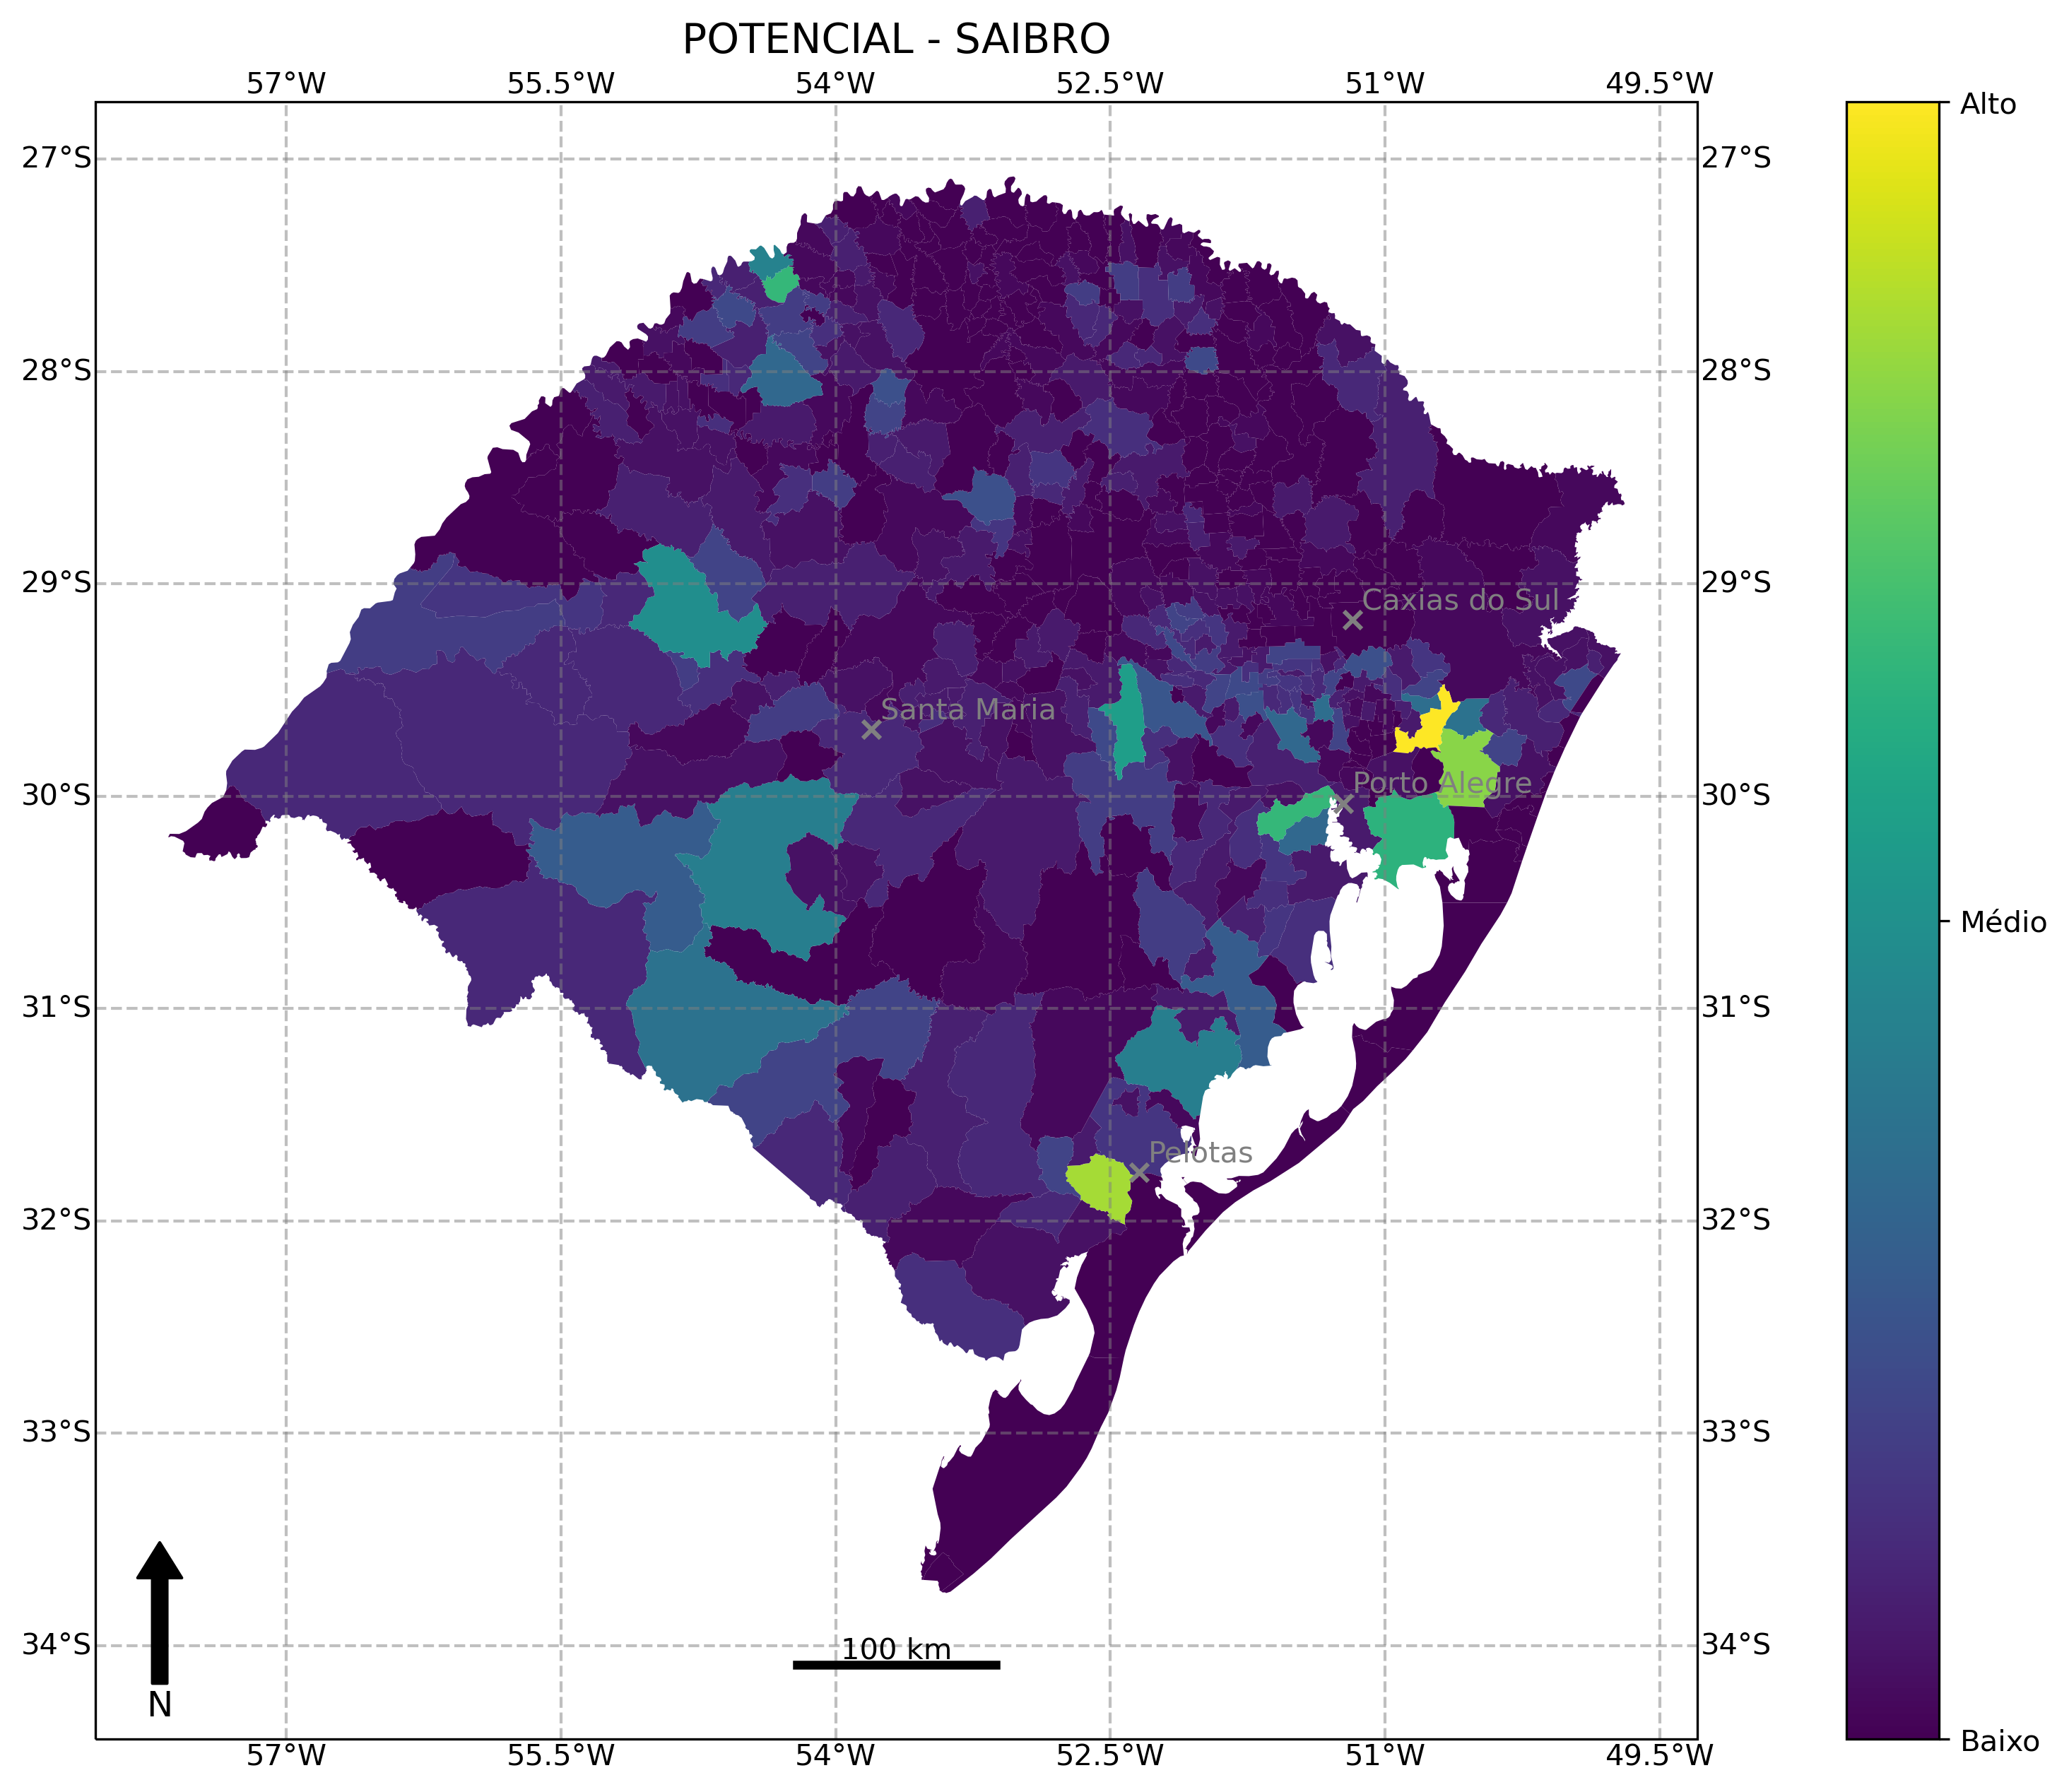 POTENCIAL - SAIBRO
57°W 55.5°W 54°W 52.5°W 51°W 49.5°W
Alto
27°S 27°S
28°S 28°S
29°S 29°S
Caxias do Sul
Santa Maria
Porto Alegre
30°S 30°S
Médio
31°S 31°S
Pelotas
32°S 32°S
33°S 33°S
34°S 34°S
100 km
N
Baixo
57°W 55.5°W 54°W 52.5°W 51°W 49.5°W